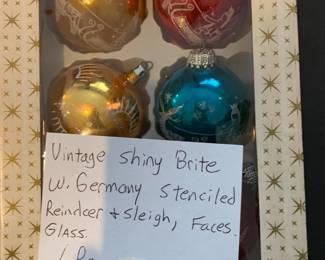 Vintage Shiny Brite
W. Germany Stenciled
Reindeer & Sleigh, Faces.
Glass.